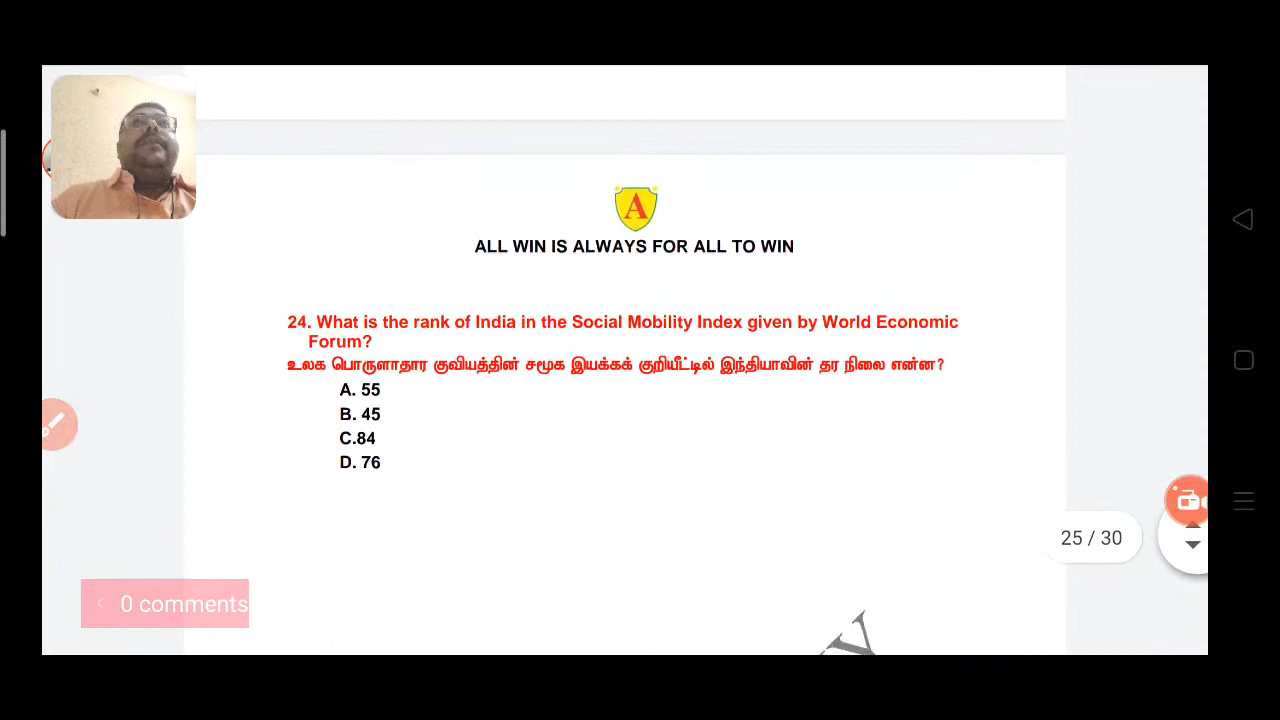 A
ALL WIN IS ALWAYS FOR ALL TO WIN
24. What is the rank of India in the Social Mobility Index given by World Economic
Forum?
உலக பொருளாதார குவியத்தின் சமூக இயக்கக் குறியீட்டில் இந்தியாவின் தர நிலை என்ன?
A. 55
B. 45
C.84
D. 76
25 / 30
0 comments